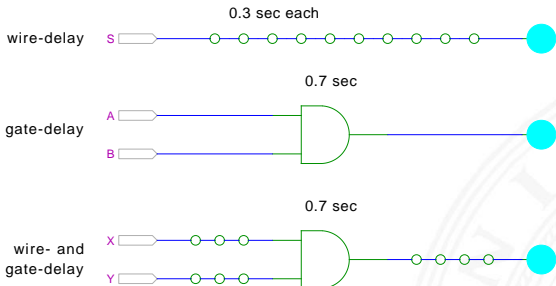 0.3 sec each
wire-delay S
0.7 sec
A
gate-delay
B
0.7 sec
X
wire- and
gate-delay
Y